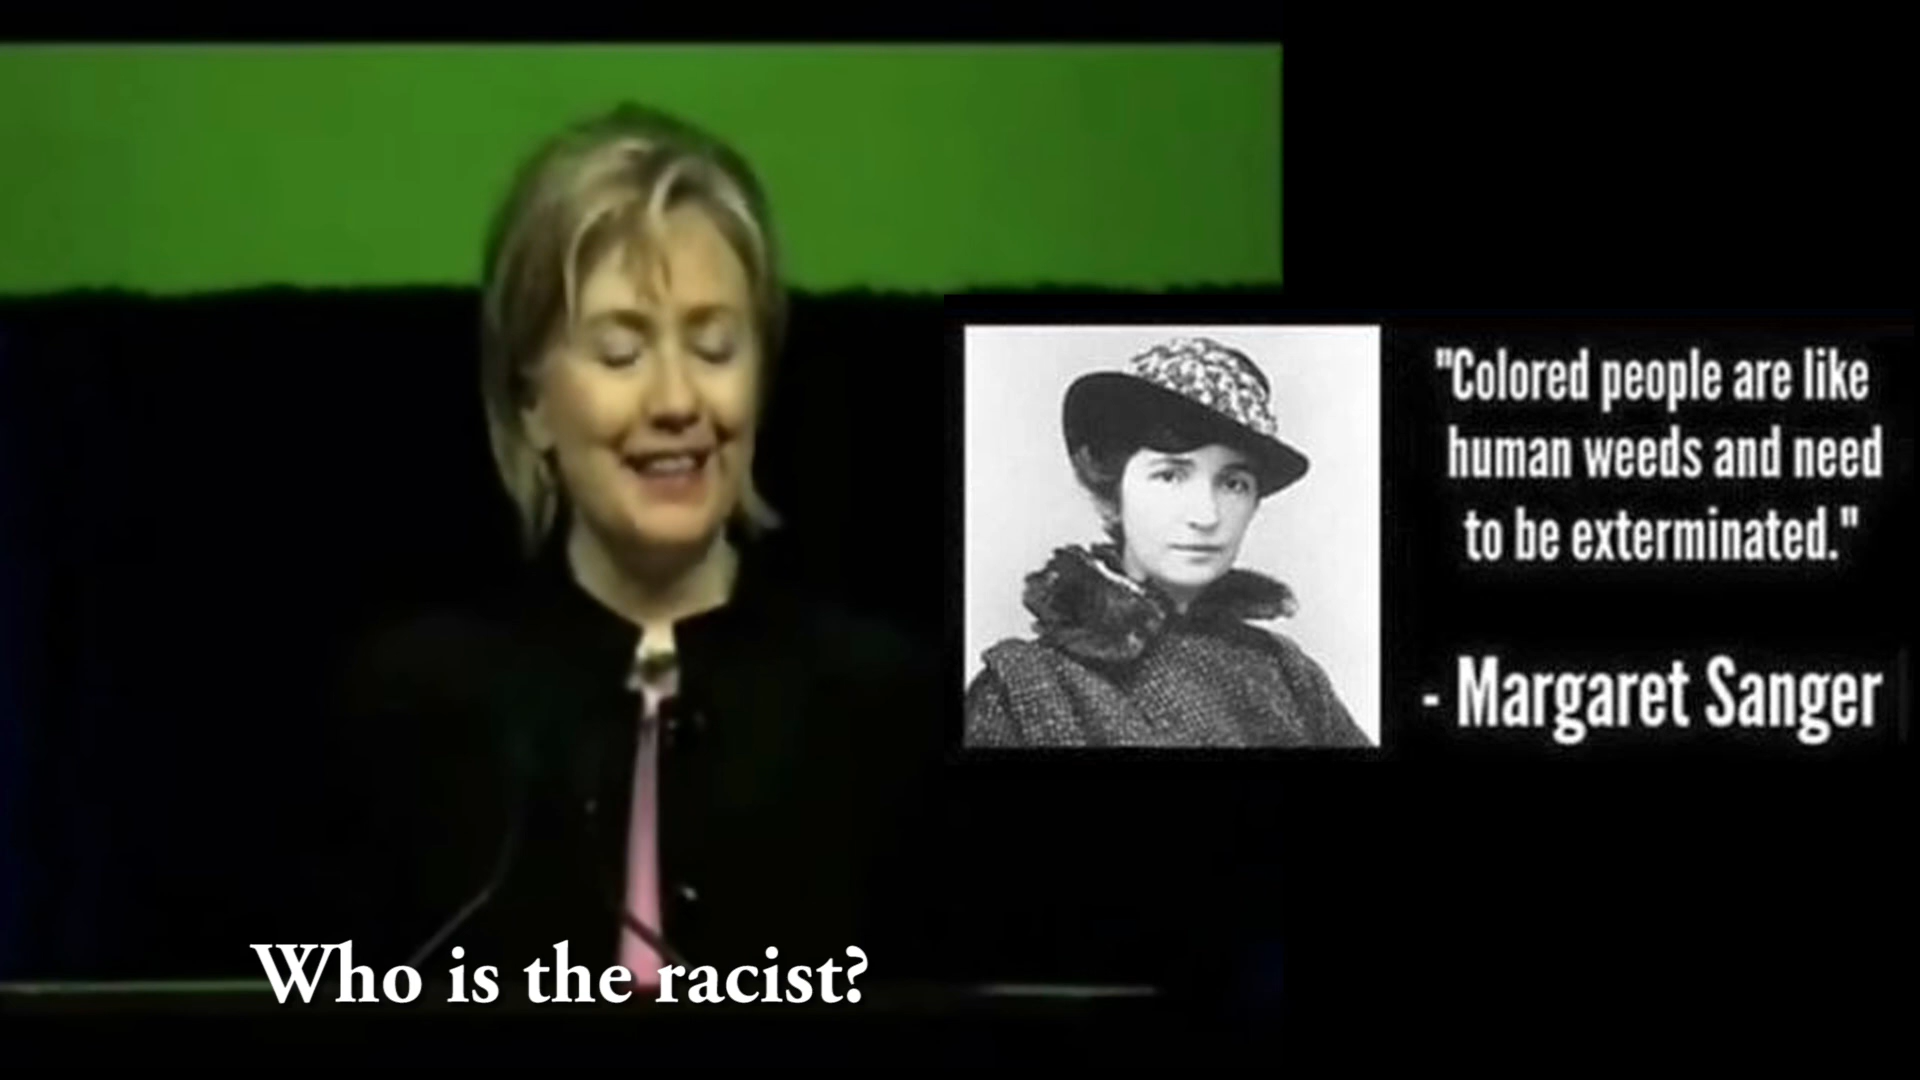 "Colored people are like
human weeds and need
to be exterminated."
- Margaret Sanger
Who is the racist?